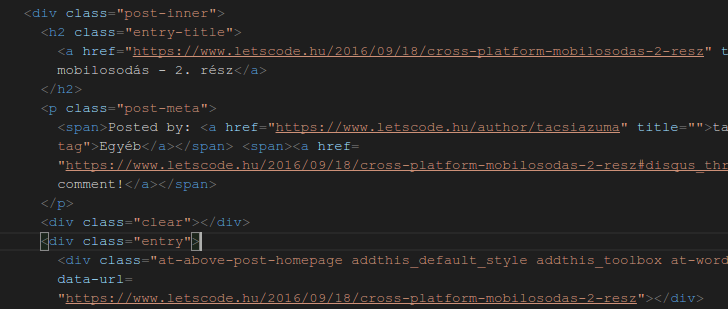 <div class="post-inner">
<h2 class="entry-title">
<a href="https://www.letscode.hu/2016/09/18/cross-platform-mobilosodas-2-resz" t
mobilosodás - 2. rész</a>
</h2>
<p class="post-meta">
<span>Posted by: <a href="https://www.letscode.hu/author/tacsiazuma" title="">ta
tag">Egyéb</a></span> <span><a href=
"https://www.letscode.hu/2016/09/18/cross-platform-mobilosodas-2-resz#disqus_thr
comment!</a></span>
</p>
<div class="clear"></div>
<div class="entry">
<div class="at-above-post-homepage addthis_default_style addthis_toolbox at-word
data-url=
"https://www.letscode.hu/2016/09/18/cross-platform-mobilosodas-2-resz"></div>